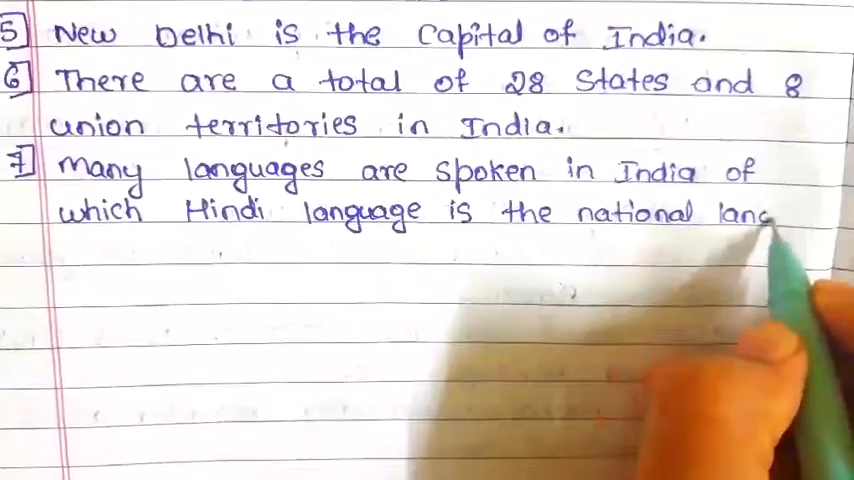 5 New Delhi is the Capital of India.
6 There are a total of 28 States and 8
union territories in India.
7 Many languages are spoken in India of
which Hindi language is the national lang